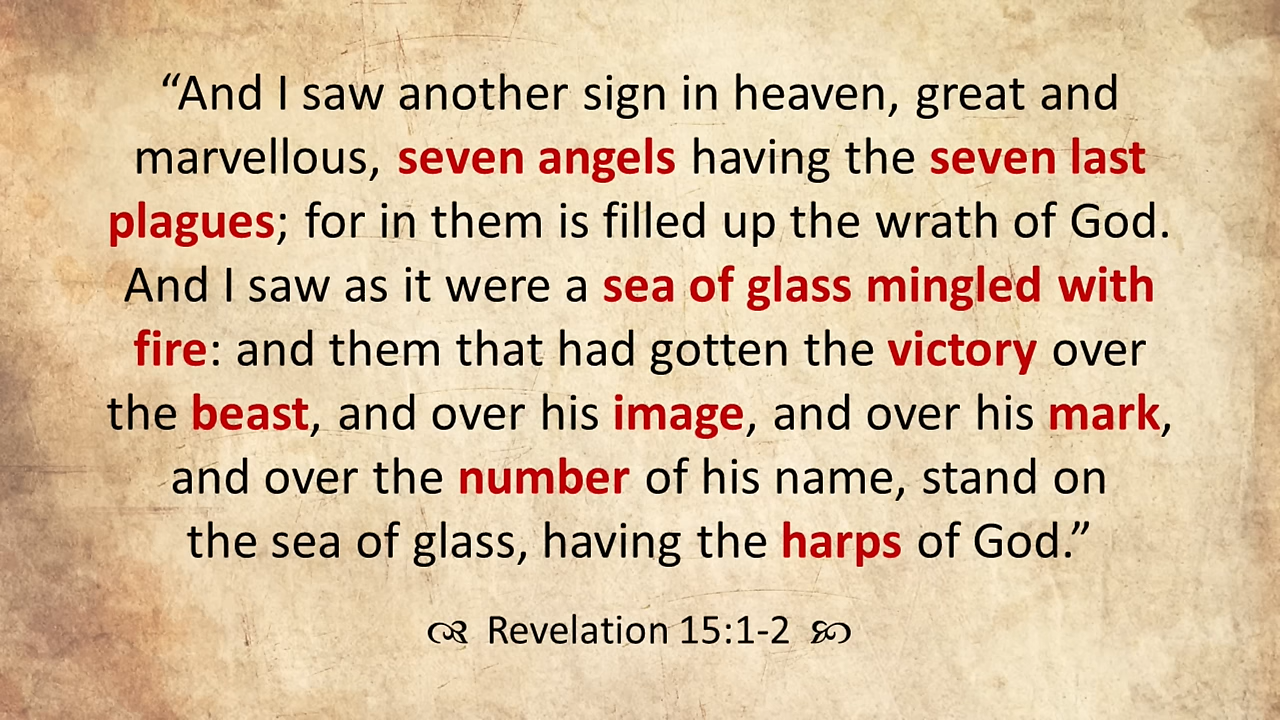 “And I saw another sign in heaven, great and
marvellous, seven angels having the seven last
plagues; for in them is filled up the wrath of God.
And I saw as it were a sea of glass mingled with
fire: and them that had gotten the victory over
the beast, and over his image, and over his mark,
and over the number of his name, stand on
the sea of glass, having the harps of God.”
Revelation 15:1-2